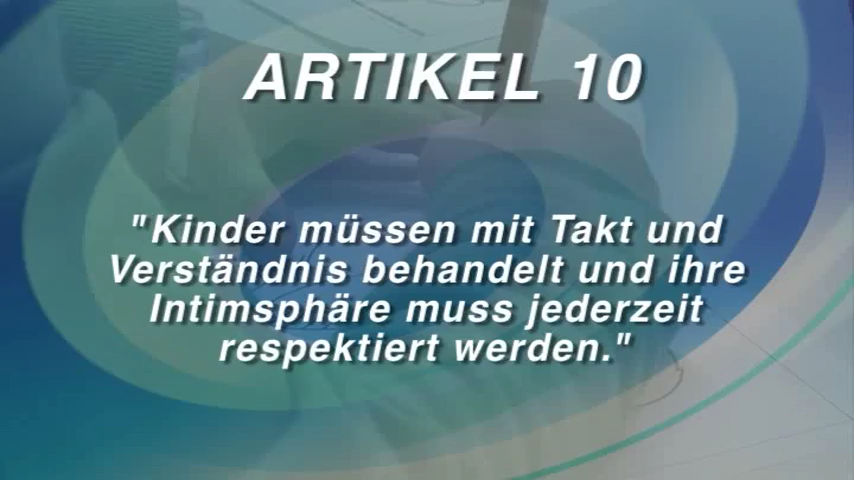 ARTIKEL 10
"Kinder müssen mit Takt und
Verständnis behandelt und ihre
Intimsphäre muss jederzeit
respektiert werden."